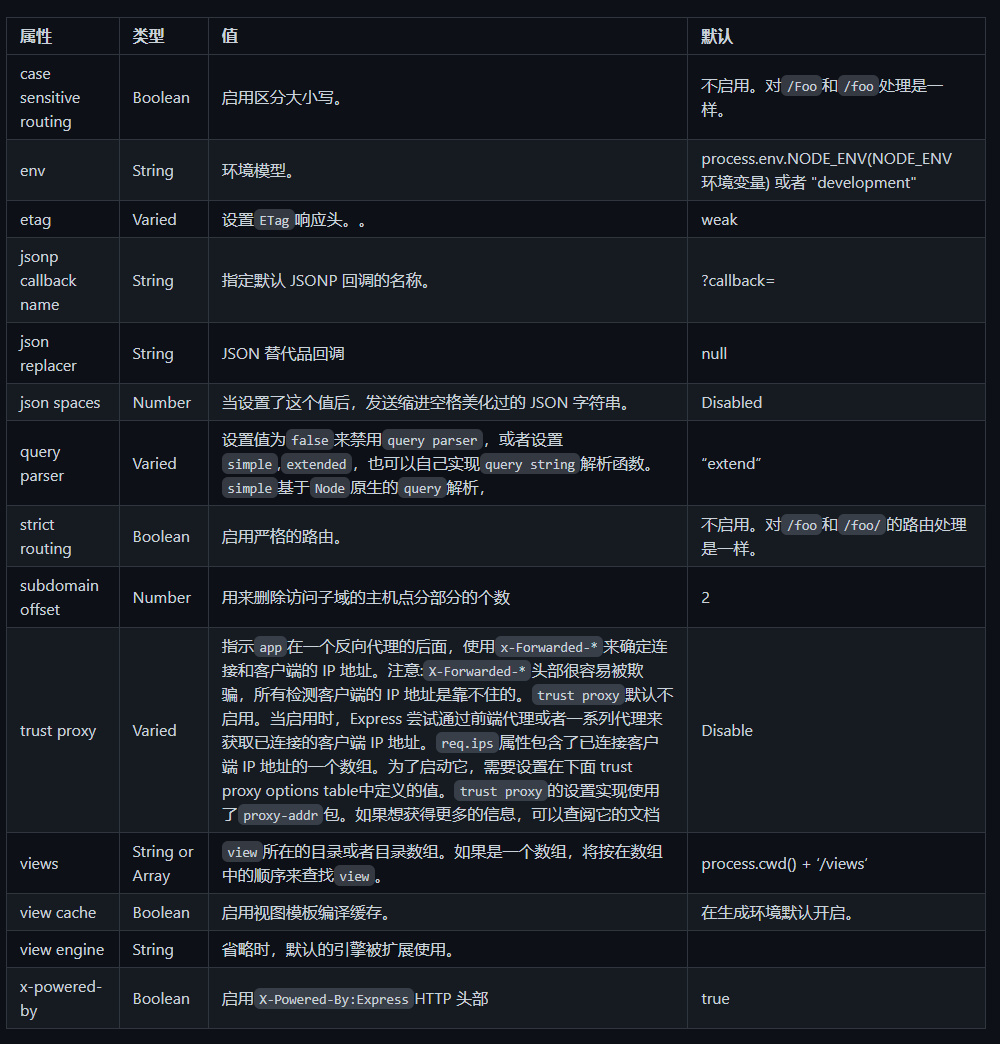 属性 类型 值 默认
case sensitive routing Boolean 启用区分大小写。 不启用。对 /Foo 和 /foo 处理是一样。
env String 环境模型。 process.env.NODE_ENV(NODE_ENV 环境变量) 或者 "development"
etag Varied 设置 ETag 响应头。。 weak
jsonp callback name String 指定默认 JSONP 回调的名称。 ?callback=
json replacer String JSON 替代品回调 null
json spaces Number 当设置了这个值后，发送缩进空格美化过的 JSON 字符串。 Disabled
query parser Varied 设置值为 false 来禁用 query parser ，或者设置 simple , extended ，也可以自己实现 query string 解析函数。 simple 基于 Node 原生的 query 解析， “extend”
strict routing Boolean 启用严格的路由。 不启用。对 /foo 和 /foo/ 的路由处理是一样。
subdomain offset Number 用来删除访问子域的主机点分部分的个数 2
trust proxy Varied 指示 app 在一个反向代理的后面，使用 x-Forwarded-* 来确定连接和客户端的 IP 地址。注意: X-Forwarded-* 头部很容易被欺骗，所有检测客户端的 IP 地址是靠不住的。 trust proxy 默认不启用。当启用时，Express 尝试通过前端代理或者一系列代理来获取已连接的客户端 IP 地址。 req.ips 属性包含了已连接客户端 IP 地址的一个数组。为了启动它，需要设置在下面 trust proxy options table中定义的值。 trust proxy 的设置实现使用了 proxy-addr 包。如果想获得更多的信息，可以查阅它的文档 Disable
views String or Array view 所在的目录或者目录数组。如果是一个数组，将按在数组中的顺序来查找 view 。 process.cwd() + ‘/views‘
view cache Boolean 启用视图模板编译缓存。 在生成环境默认开启。
view engine String 省略时，默认的引擎被扩展使用。
x-powered-by Boolean 启用 X-Powered-By:Express HTTP 头部 true